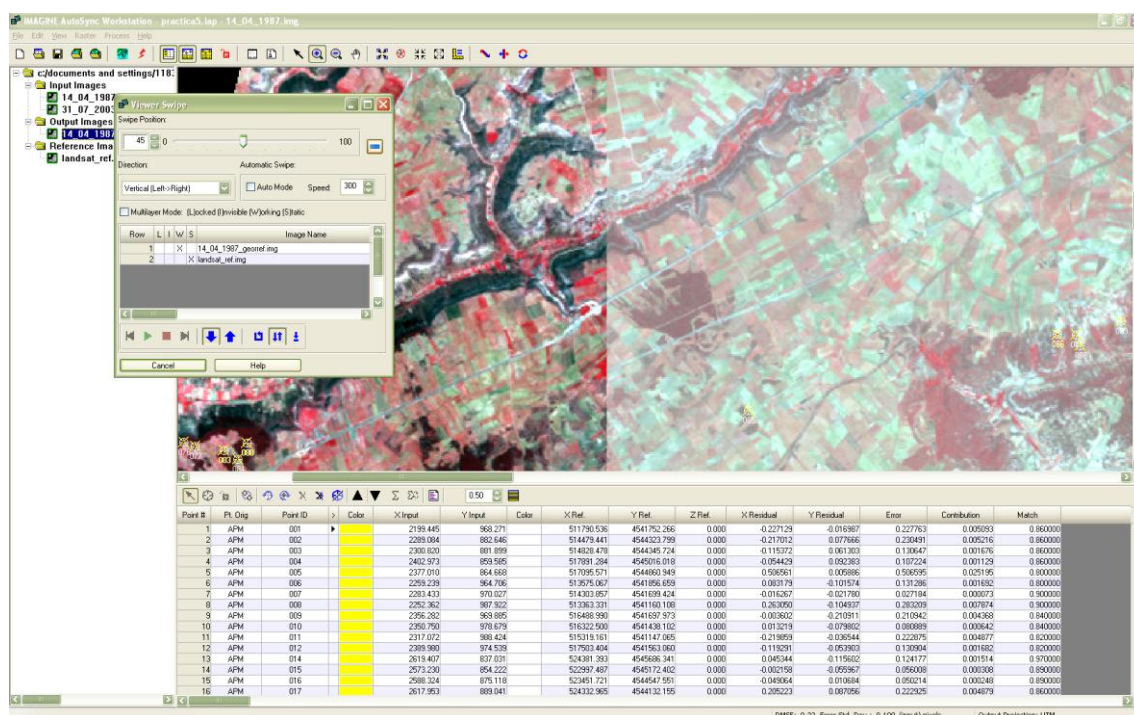 IMAGINE AutoSync Workstation - practica5.lap - 14_04_1987.img
File Edit View Raster Process Help
c:/documents and settings/118
Input Images
14_04_1987
31_07_2003
Output Images
14_04_1987
Reference Ima
landsat_ref.
Viewer Swipe
Swipe Position:
45 0 100
Direction: Automatic Swipe:
Vertical (Left->Right) Auto Mode Speed: 300
Multilayer Mode: (L)ocked (I)nvisible (W)orking (S)tatic
Row L I W S Image Name
1 X 14_04_1987_georref.img
2 X landsat_ref.img
Cancel Help
0.50
Point # Pt. Orig Point ID > Color X Input Y Input Color X Ref. Y Ref. Z Ref. X Residual Y Residual Error Contribution Match
1 APM 001 2199.445 968.271 511790.536 4541752.266 0.000 -0.227129 -0.016987 0.227763 0.005093 0.860000
2 APM 002 2289.084 882.646 514479.441 4544323.799 0.000 -0.217012 0.077666 0.230491 0.005216 0.860000
3 APM 003 2300.820 881.899 514828.478 4544345.724 0.000 -0.115372 0.061303 0.130647 0.001676 0.860000
4 APM 004 2402.973 859.585 517891.284 4545016.018 0.000 -0.054429 0.092383 0.107224 0.001129 0.860000
5 APM 005 2377.010 864.668 517095.571 4544860.949 0.000 0.506561 0.005886 0.506595 0.025195 0.800000
6 APM 006 2259.239 964.706 513575.067 4541856.659 0.000 0.083179 -0.101574 0.131286 0.001692 0.800000
7 APM 007 2283.433 970.027 514303.857 4541699.424 0.000 -0.016267 -0.021780 0.027184 0.000073 0.900000
8 APM 008 2252.362 987.922 513363.331 4541160.108 0.000 0.263050 -0.104937 0.283209 0.007874 0.900000
9 APM 009 2356.282 969.885 516488.990 4541697.973 0.000 -0.003602 -0.210911 0.210942 0.004368 0.840000
10 APM 010 2350.750 978.679 516322.500 4541438.102 0.000 0.013219 -0.079802 0.080889 0.000642 0.840000
11 APM 011 2317.072 988.424 515319.161 4541147.065 0.000 -0.219859 -0.036544 0.222875 0.004877 0.820000
12 APM 012 2389.980 974.539 517503.404 4541563.060 0.000 -0.119291 -0.053903 0.130904 0.001682 0.820000
13 APM 014 2619.407 837.031 524381.393 4545686.341 0.000 0.045344 -0.115602 0.124177 0.001514 0.970000
14 APM 015 2573.230 854.222 522997.487 4545172.402 0.000 -0.002158 -0.055967 0.056008 0.000308 0.890000
15 APM 016 2588.324 875.118 523451.721 4544547.551 0.000 -0.049064 0.010684 0.050214 0.000248 0.890000
16 APM 017 2617.953 889.041 524332.965 4544132.155 0.000 0.205223 0.087056 0.222925 0.004879 0.860000